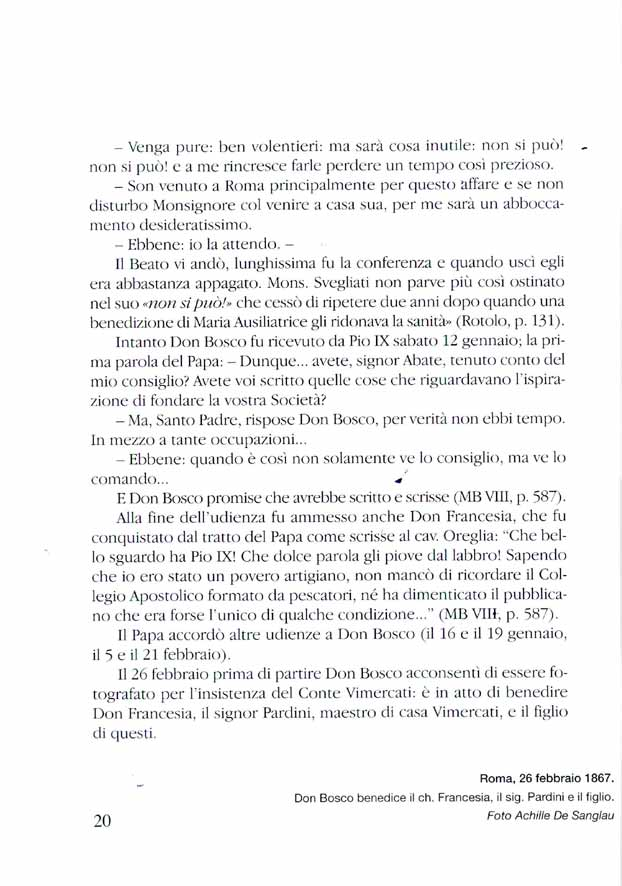 – Venga pure: ben volentieri: ma sarà cosa inutile: non si può!
non si può! e a me rincresce farle perdere un tempo così prezioso.
– Son venuto a Roma principalmente per questo affare e se non
disturbo Monsignore col venire a casa sua, per me sarà un abbocca-
mento desideratissimo.
– Ebbene: io la attendo. –
Il Beato vi andò, lunghissima fu la conferenza e quando uscì egli
era abbastanza appagato. Mons. Svegliati non parve più così ostinato
nel suo «non si può!» che cessò di ripetere due anni dopo quando una
benedizione di Maria Ausiliatrice gli ridonava la sanità» (Rotolo, p. 131).
Intanto Don Bosco fu ricevuto da Pio IX sabato 12 gennaio; la pri-
ma parola del Papa: – Dunque... avete, signor Abate, tenuto conto del
mio consiglio? Avete voi scritto quelle cose che riguardavano l'ispira-
zione di fondare la vostra Società?
– Ma, Santo Padre, rispose Don Bosco, per verità non ebbi tempo.
In mezzo a tante occupazioni...
– Ebbene: quando è così non solamente ve lo consiglio, ma ve lo
comando...
E Don Bosco promise che avrebbe scritto e scrisse (MB VIII, p. 587).
Alla fine dell'udienza fu ammesso anche Don Francesia, che fu
conquistato dal tratto del Papa come scrisse al cav. Oreglia: “Che bel-
lo sguardo ha Pio IX! Che dolce parola gli piove dal labbro! Sapendo
che io ero stato un povero artigiano, non mancò di ricordare il Col-
legio Apostolico formato da pescatori, né ha dimenticato il pubblica-
no che era forse l'unico di qualche condizione...” (MB VIII, p. 587).
Il Papa accordò altre udienze a Don Bosco (il 16 e il 19 gennaio,
il 5 e il 21 febbraio).
Il 26 febbraio prima di partire Don Bosco acconsentì di essere fo-
tografato per l'insistenza del Conte Vimercati: è in atto di benedire
Don Francesia, il signor Pardini, maestro di casa Vimercati, e il figlio
di questi.
Roma, 26 febbraio 1867.
Don Bosco benedice il ch. Francesia, il sig. Pardini e il figlio.
Foto Achille De Sanglau
20